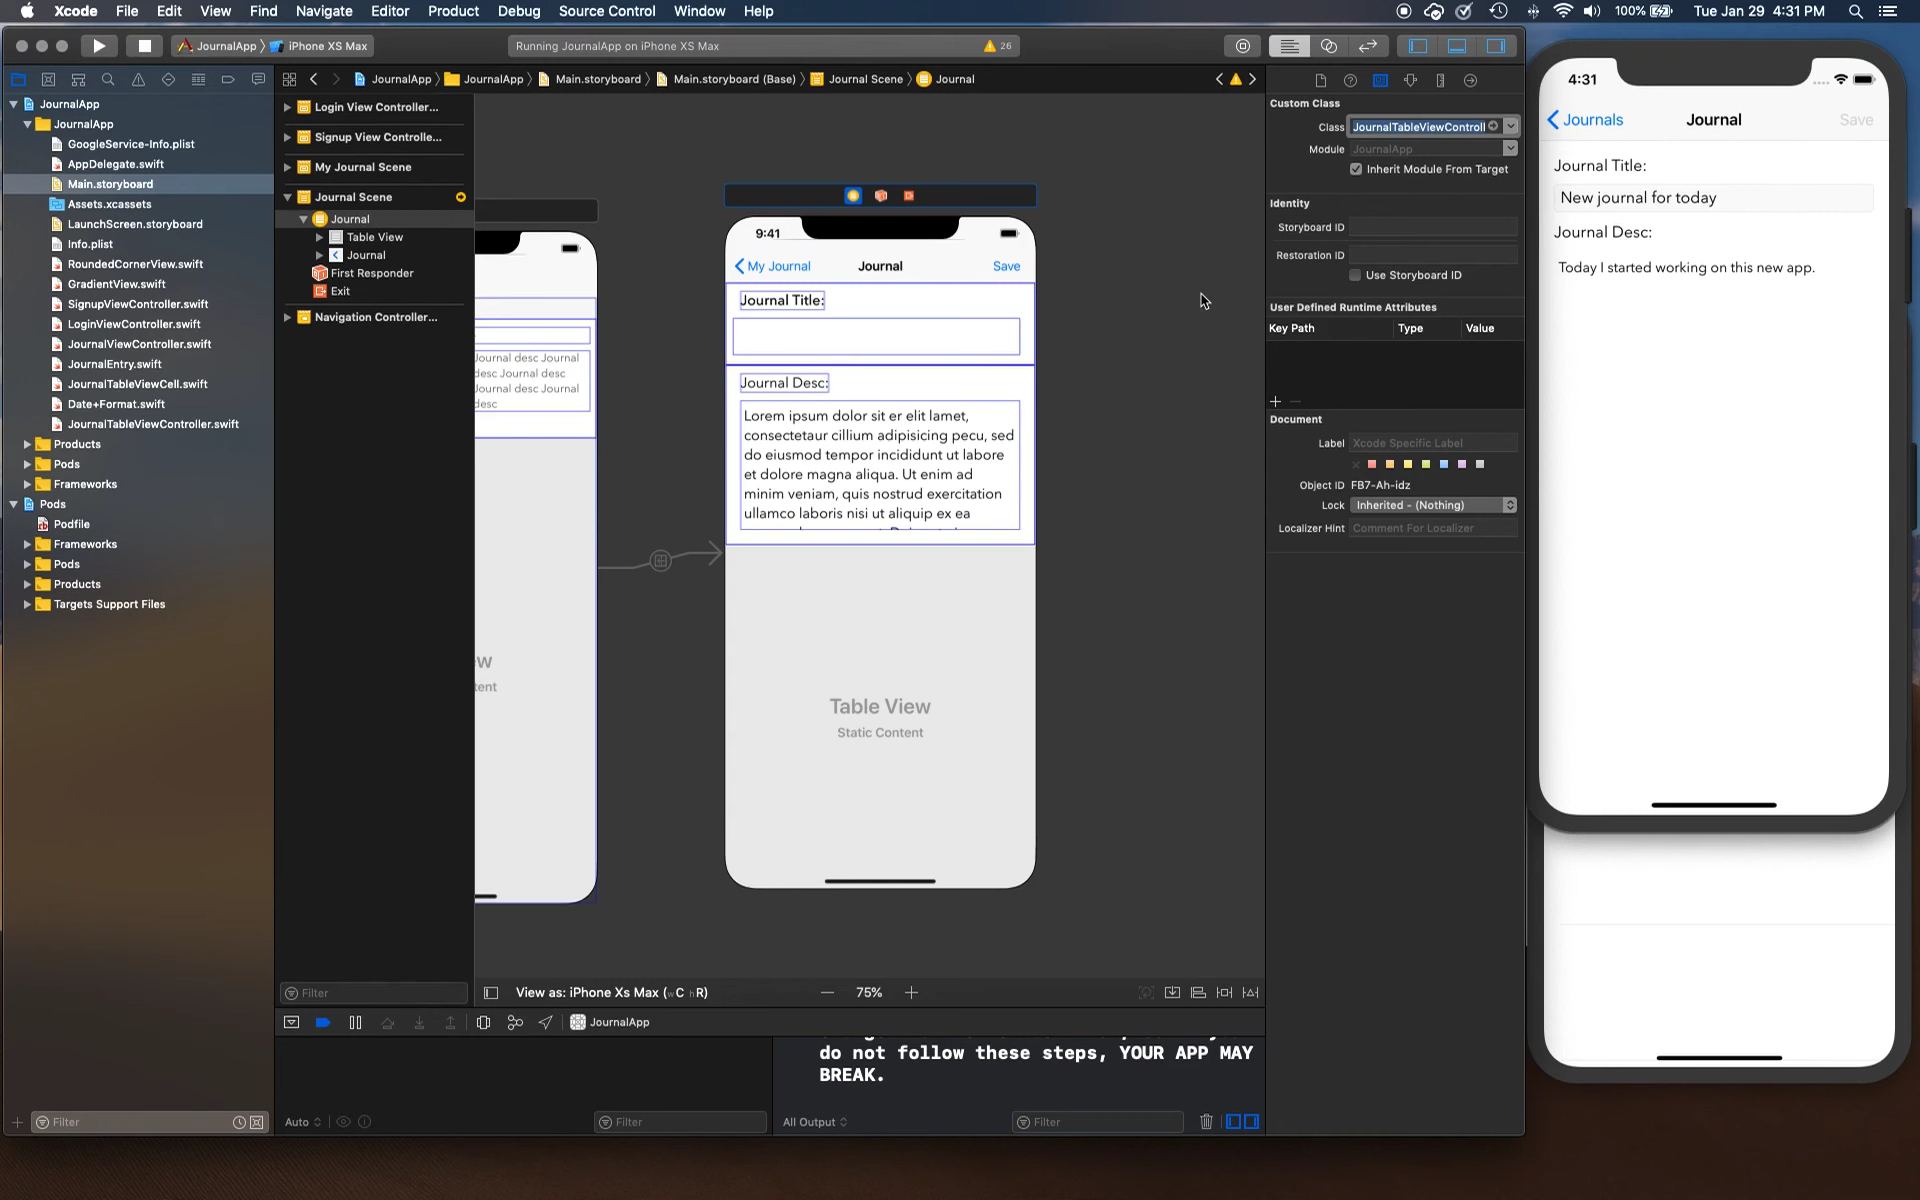 Xcode File Edit View Find Navigate Editor Product Debug Source Control Window Help
100% Tue Jan 29 4:31 PM
JournalApp iPhone XS Max
Running JournalApp on iPhone XS Max
26
JournalApp
JournalApp
GoogleService-Info.plist
AppDelegate.swift
Main.storyboard
Assets.xcassets
LaunchScreen.storyboard
Info.plist
RoundedCornerView.swift
GradientView.swift
SignupViewController.swift
LoginViewController.swift
JournalViewController.swift
JournalEntry.swift
JournalTableViewCell.swift
Date+Format.swift
JournalTableViewController.swift
Products
Pods
Frameworks
Pods
Podfile
Frameworks
Pods
Products
Targets Support Files
Filter
JournalApp JournalApp Main.storyboard Main.storyboard (Base) Journal Scene Journal
Login View Controller...
Signup View Controlle...
My Journal Scene
Journal Scene
Journal
Table View
Journal
First Responder
Exit
Navigation Controller...
Filter
Journal desc Journal
desc Journal desc
Journal desc Journal
desc
9:41
My Journal Journal Save
Journal Title:
Journal Desc:
Lorem ipsum dolor sit er elit lamet,
consectetaur cillium adipisicing pecu, sed
do eiusmod tempor incididunt ut labore
et dolore magna aliqua. Ut enim ad
minim veniam, quis nostrud exercitation
ullamco laboris nisi ut aliquip ex ea
Table View
Static Content
View as: iPhone Xs Max (wC hR)
75%
JournalApp
do not follow these steps, YOUR APP MAY
BREAK.
Auto
Filter
All Output
Filter
Custom Class
Class JournalTableViewControll
Module JournalApp
Inherit Module From Target
Identity
Storyboard ID
Restoration ID
Use Storyboard ID
User Defined Runtime Attributes
Key Path Type Value
Document
Label Xcode Specific Label
Object ID FB7-Ah-idz
Lock Inherited - (Nothing)
Localizer Hint Comment For Localizer
4:31
Journals Journal Save
Journal Title:
New journal for today
Journal Desc:
Today I started working on this new app.